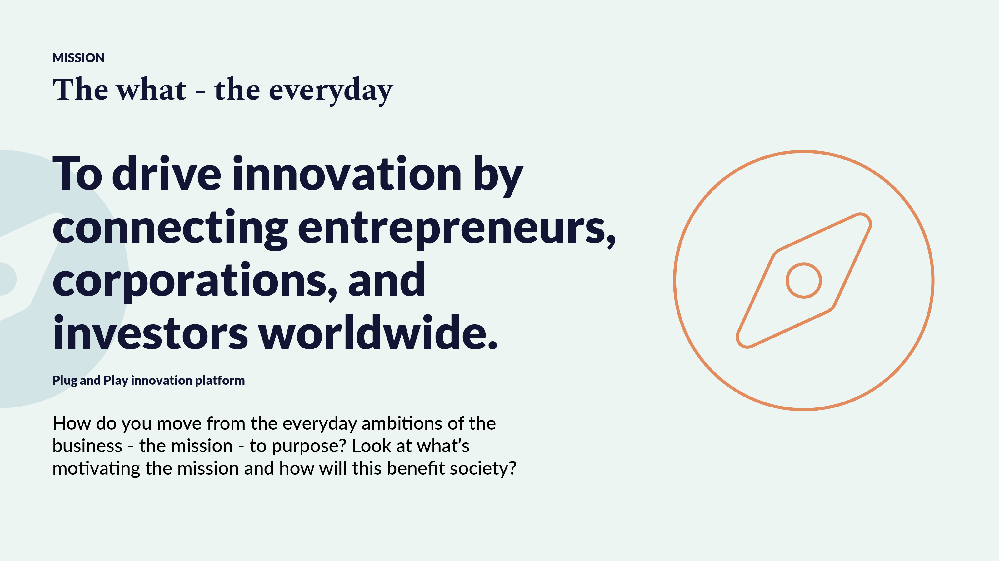 MISSION
The what - the everyday
To drive innovation by
connecting entrepreneurs,
corporations, and
investors worldwide.
Plug and Play innovation platform
How do you move from the everyday ambitions of the
business - the mission - to purpose? Look at what’s
motivating the mission and how will this benefit society?